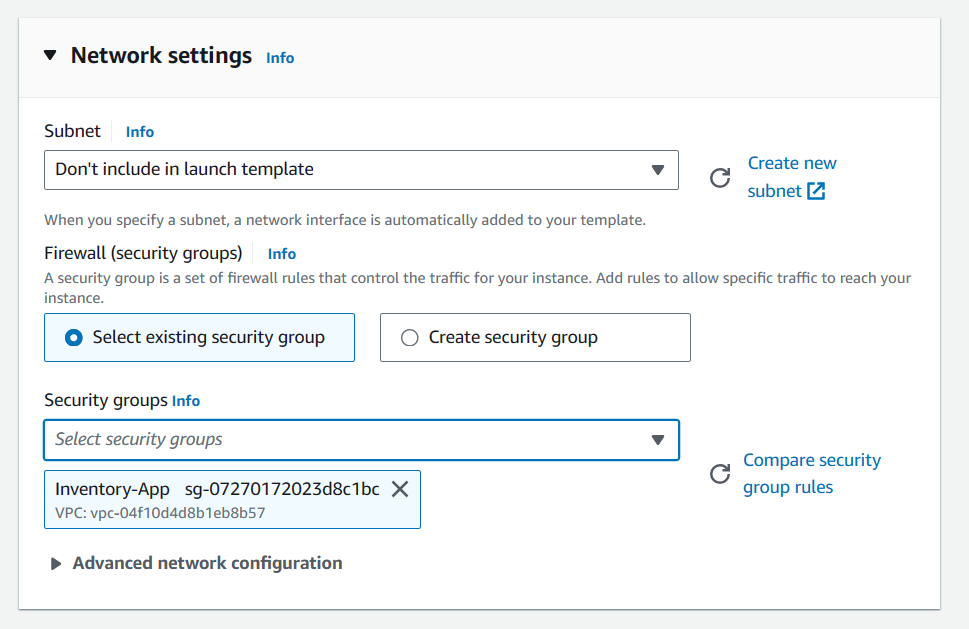 Network settings Info
Subnet Info
Don't include in launch template
Create new
subnet
When you specify a subnet, a network interface is automatically added to your template.
Firewall (security groups) Info
A security group is a set of firewall rules that control the traffic for your instance. Add rules to allow specific traffic to reach your
instance.
Select existing security group
Create security group
Security groups Info
Select security groups
Compare security
group rules
Inventory-App sg-07270172023d8c1bc
VPC: vpc-04f10d4d8b1eb8b57
Advanced network configuration